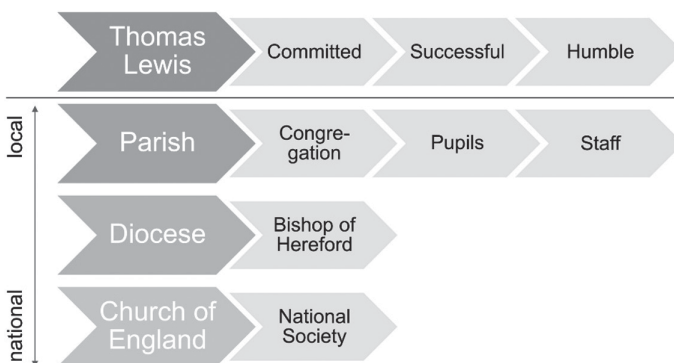 Thomas
Lewis
Committed
Successful
Humble
local
Parish
Congre-
gation
Pupils
Staff
Diocese
Bishop of
Hereford
national
Church of
England
National
Society